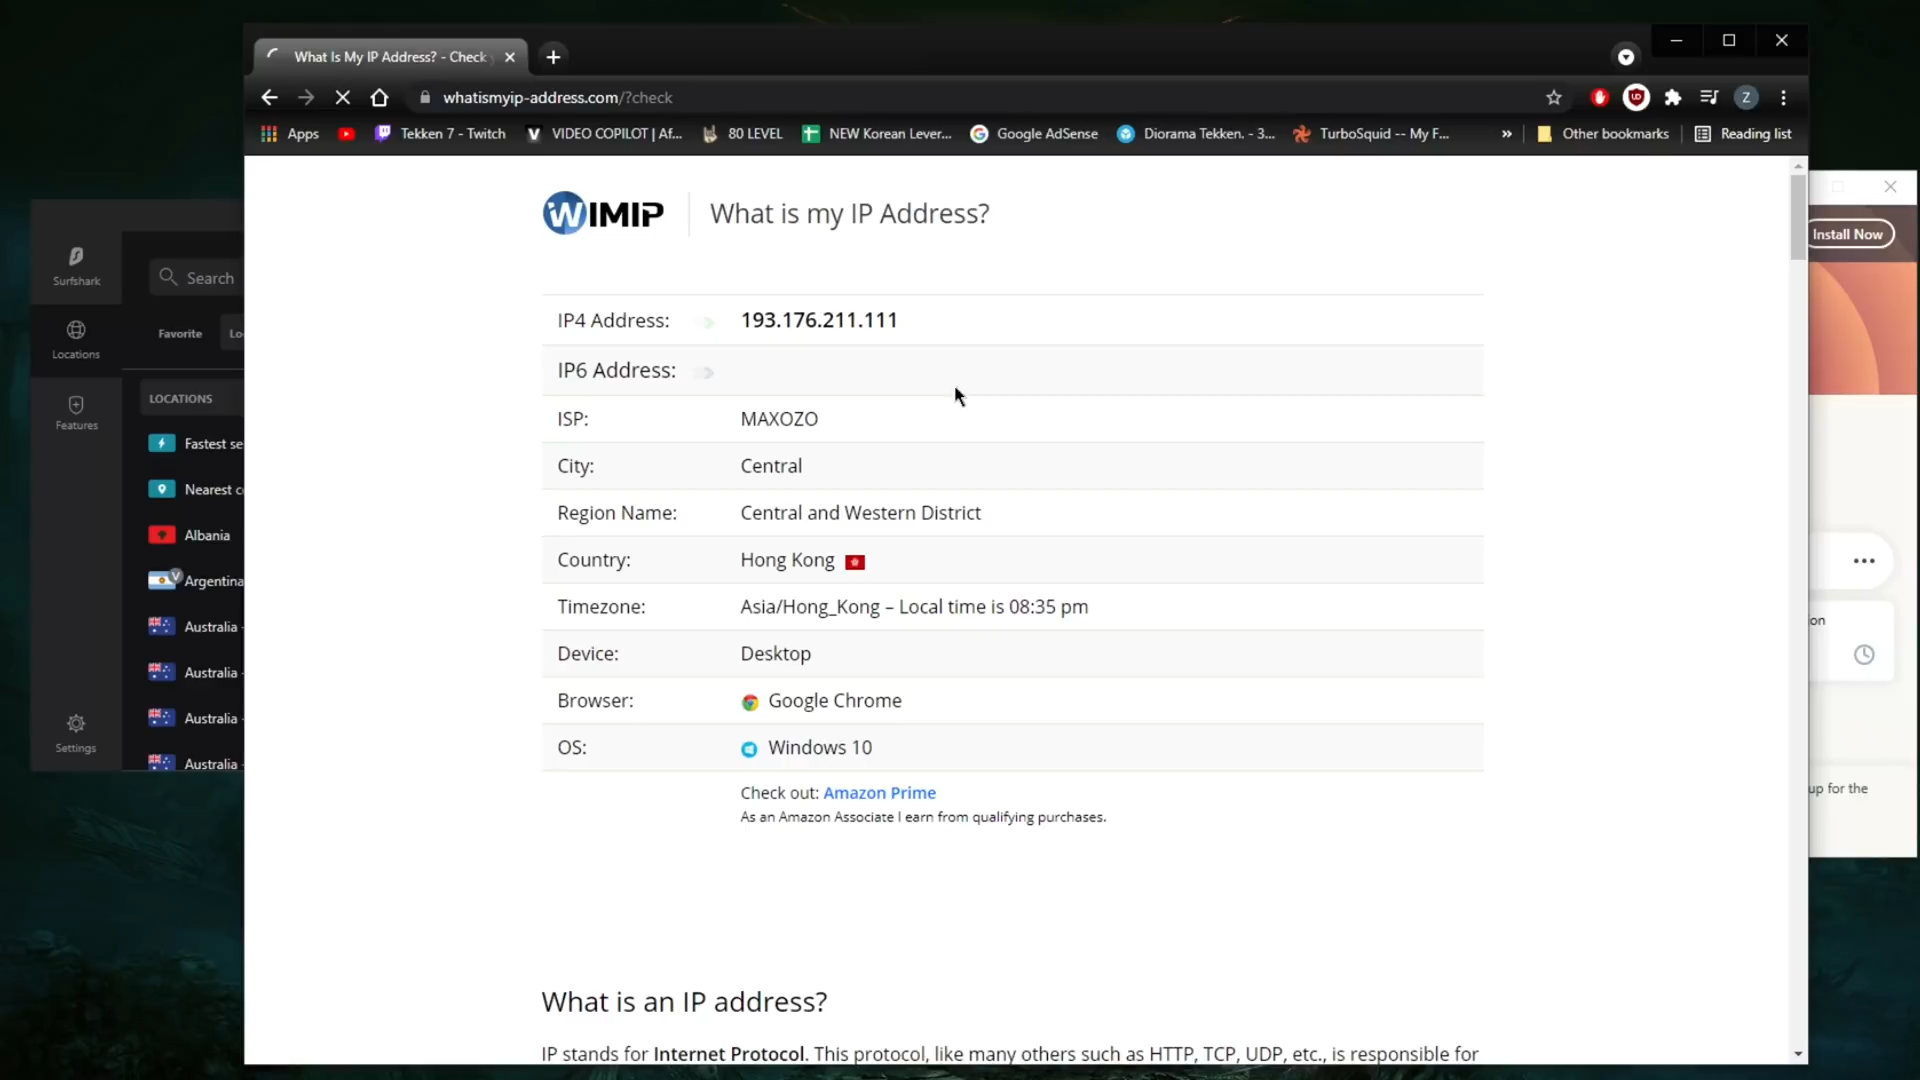 What Is My IP Address? - Check
whatismyip-address.com/?check
Apps
Tekken 7 - Twitch
VIDEO COPILOT | Af...
80 LEVEL
NEW Korean Lever...
Google AdSense
Diorama Tekken. - 3...
TurboSquid -- My F...
»
Other bookmarks
Reading list
Z
WIMIP
What is my IP Address?
IP4 Address: 193.176.211.111
IP6 Address:
ISP: MAXOZO
City: Central
Region Name: Central and Western District
Country: Hong Kong
Timezone: Asia/Hong_Kong – Local time is 08:35 pm
Device: Desktop
Browser: Google Chrome
OS: Windows 10
Check out: Amazon Prime
As an Amazon Associate I earn from qualifying purchases.
What is an IP address?
IP stands for Internet Protocol. This protocol, like many others such as HTTP, TCP, UDP, etc., is responsible for
Surfshark
Locations
Features
Settings
Search
Favorite
Lo
LOCATIONS
Fastest se
Nearest c
Albania
Argentina
Australia -
Australia -
Australia -
Australia -
Install Now
on
up for the